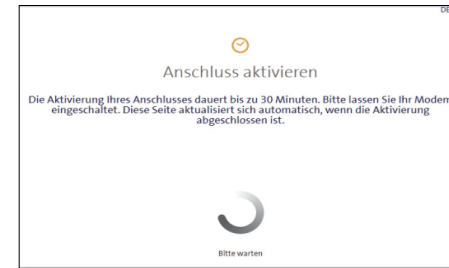 DE
Anschluss aktivieren
Die Aktivierung Ihres Anschlusses dauert bis zu 30 Minuten. Bitte lassen Sie Ihr Modem
eingeschaltet. Diese Seite aktualisiert sich automatisch, wenn die Aktivierung
abgeschlossen ist.
Bitte warten